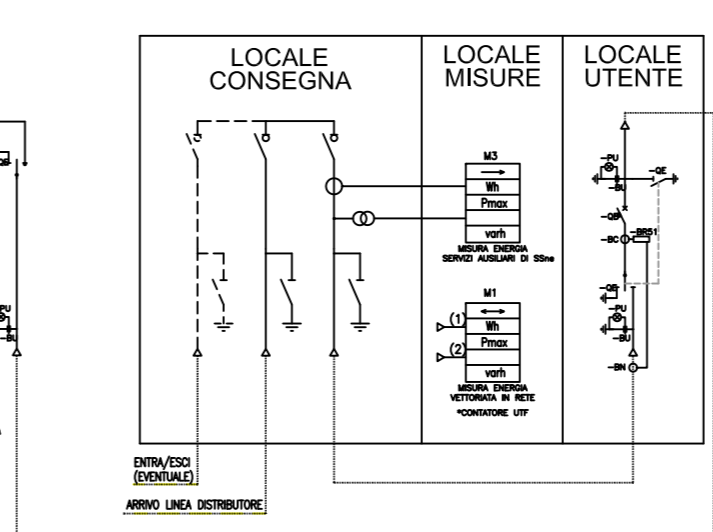 LOCALE
CONSEGNA
LOCALE
MISURE
LOCALE
UTENTE
M3
Wh
Pmax
varh
MISURA ENERGIA
SERVIZI AUSILIARI DI SSne
M1
(1)
Wh
Pmax
(2)
varh
MISURA ENERGIA
VETTORIATA IN RETE
*CONTATORE UTF
-PU
-QE
-BU
-QB
-BR51
-BC
-QE
-PU
-BU
-BN
-BU
ENTRA/ESCI
(EVENTUALE)
ARRIVO LINEA DISTRIBUTORE